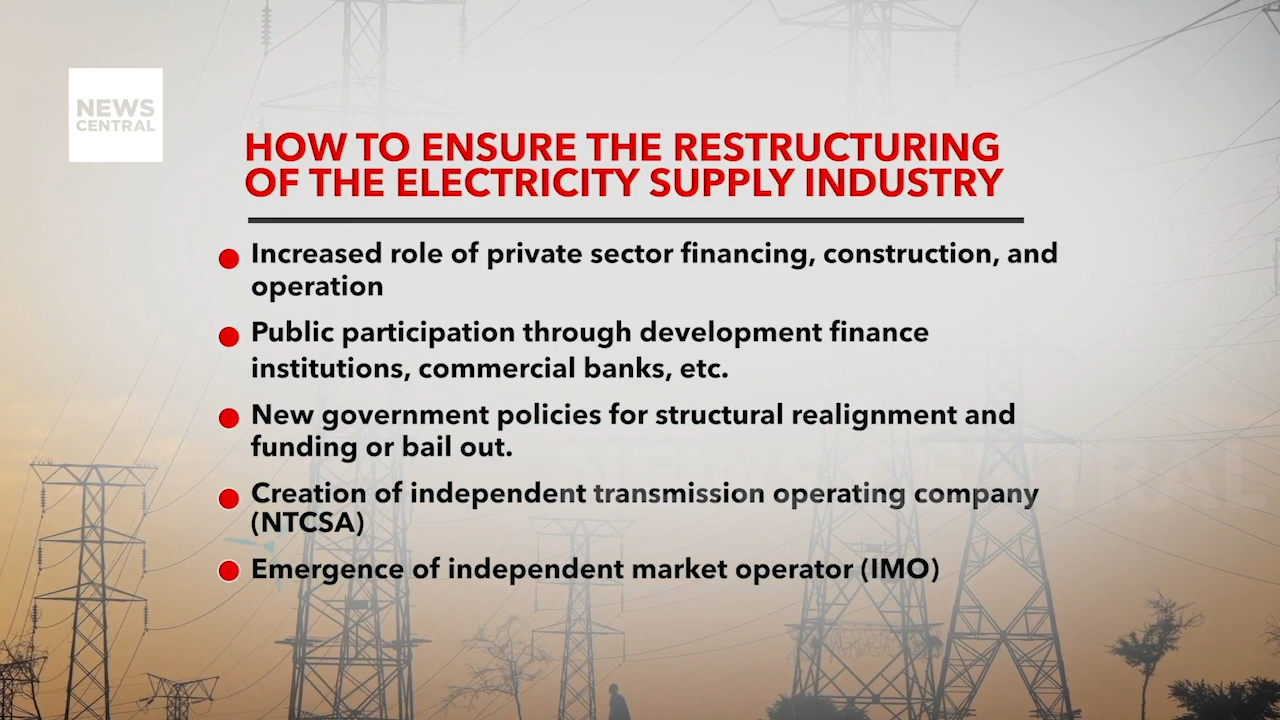 NEWS
CENTRAL
HOW TO ENSURE THE RESTRUCTURING
OF THE ELECTRICITY SUPPLY INDUSTRY
Increased role of private sector financing, construction, and
operation
Public participation through development finance
institutions, commercial banks, etc.
New government policies for structural realignment and
funding or bail out.
Creation of independent transmission operating company
(NTCSA)
Emergence of independent market operator (IMO)